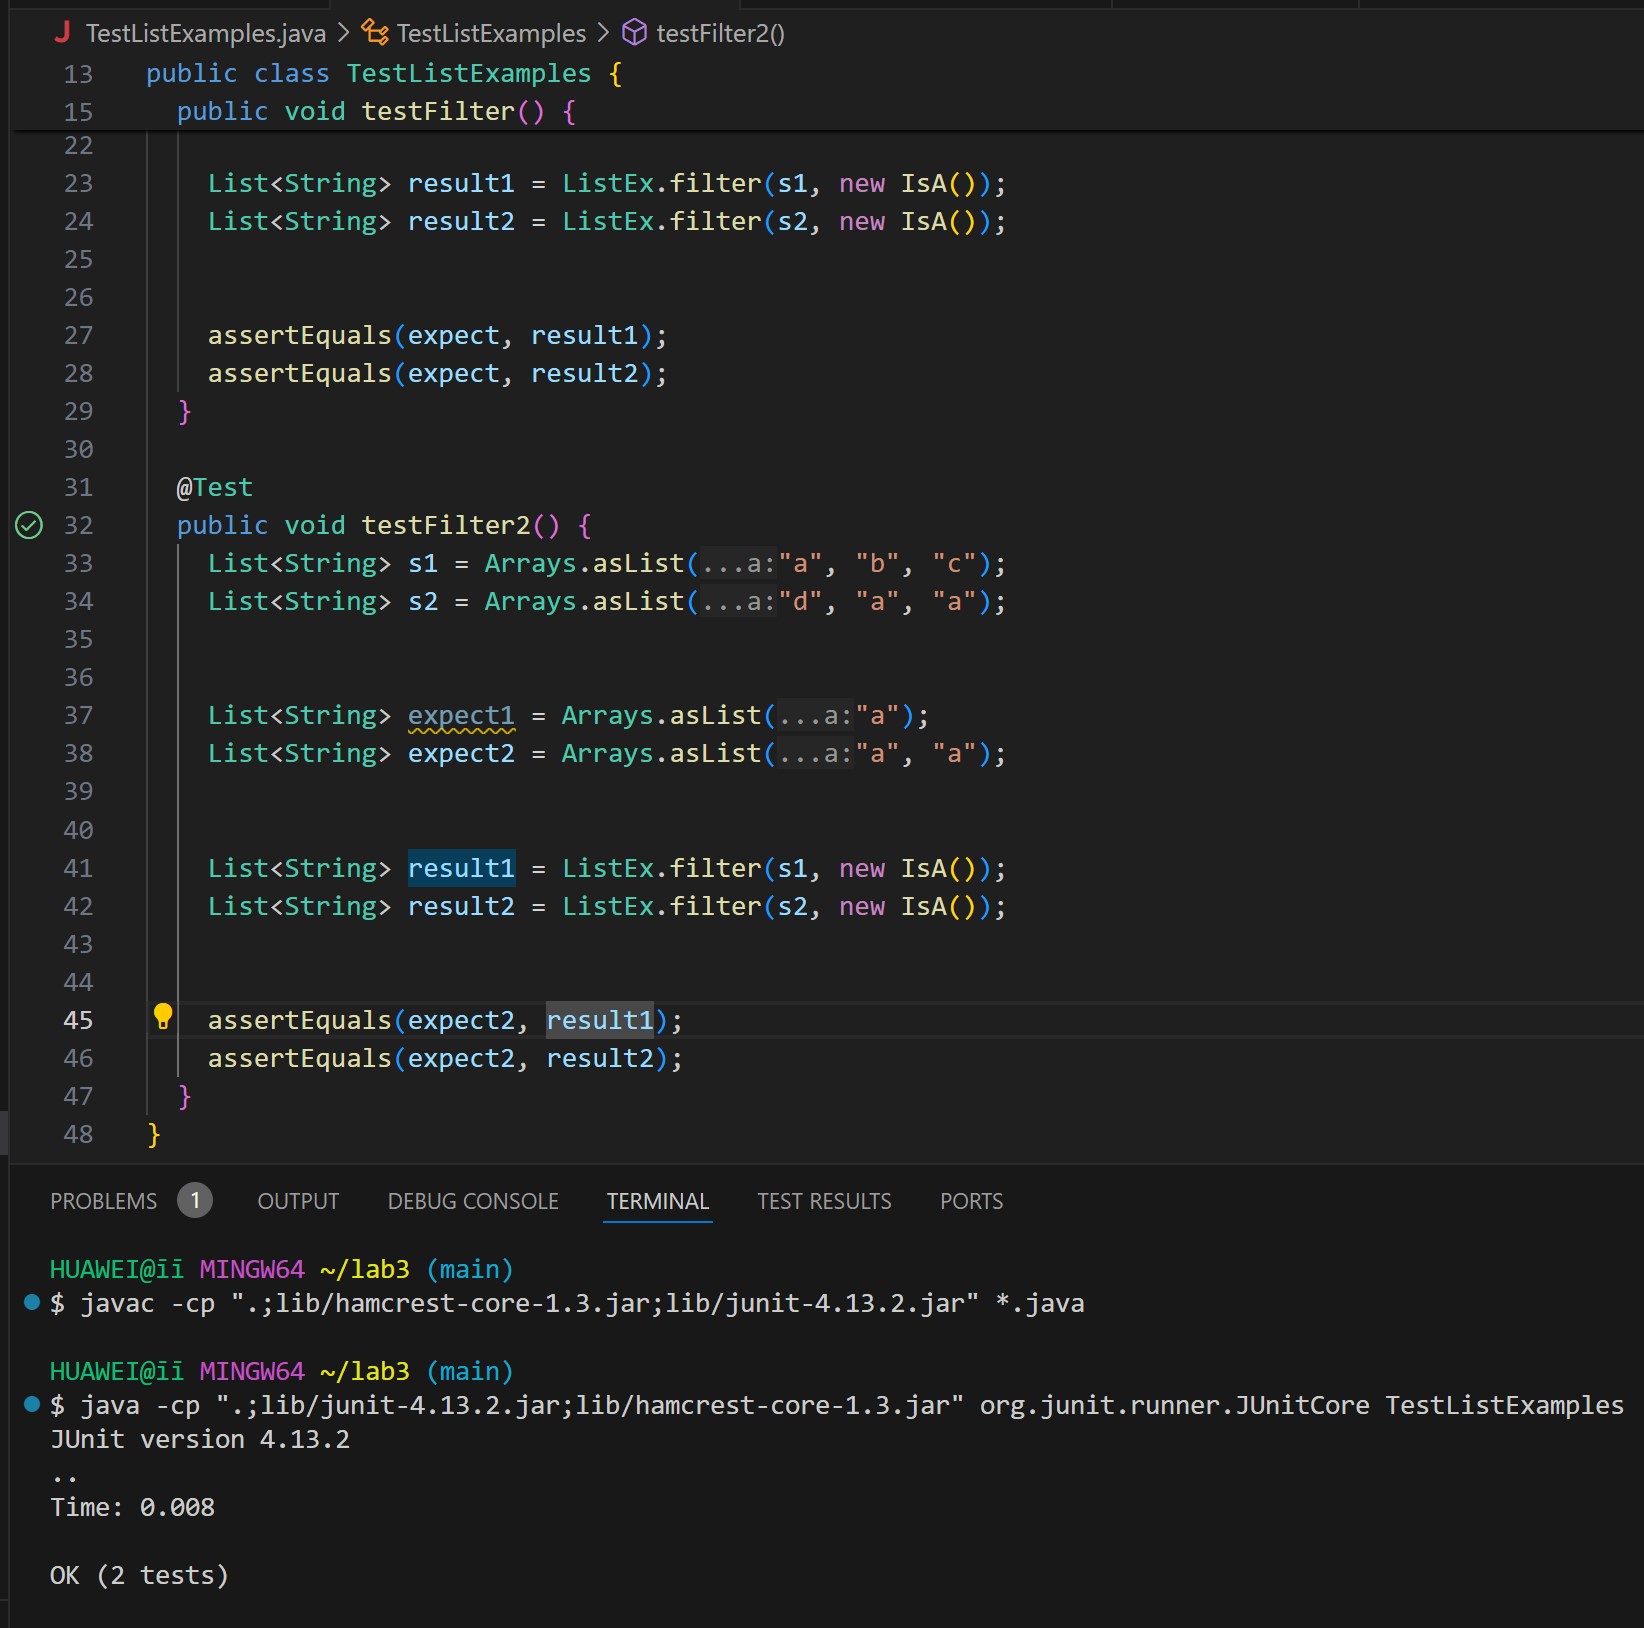 TestListExamples.java > TestListExamples > testFilter2()
13 public class TestListExamples {
15 public void testFilter() {
22
23 List<String> result1 = ListEx.filter(s1, new IsA());
24 List<String> result2 = ListEx.filter(s2, new IsA());
25
26
27 assertEquals(expect, result1);
28 assertEquals(expect, result2);
29 }
30
31 @Test
32 public void testFilter2() {
33 List<String> s1 = Arrays.asList(...a:"a", "b", "c");
34 List<String> s2 = Arrays.asList(...a:"d", "a", "a");
35
36
37 List<String> expect1 = Arrays.asList(...a:"a");
38 List<String> expect2 = Arrays.asList(...a:"a", "a");
39
40
41 List<String> result1 = ListEx.filter(s1, new IsA());
42 List<String> result2 = ListEx.filter(s2, new IsA());
43
44
45 assertEquals(expect2, result1);
46 assertEquals(expect2, result2);
47 }
48 }
PROBLEMS 1 OUTPUT DEBUG CONSOLE TERMINAL TEST RESULTS PORTS
HUAWEI@īī MINGW64 ~/lab3 (main)
$ javac -cp ".;lib/hamcrest-core-1.3.jar;lib/junit-4.13.2.jar" *.java
HUAWEI@īī MINGW64 ~/lab3 (main)
$ java -cp ".;lib/junit-4.13.2.jar;lib/hamcrest-core-1.3.jar" org.junit.runner.JUnitCore TestListExamples
JUnit version 4.13.2
..
Time: 0.008
OK (2 tests)